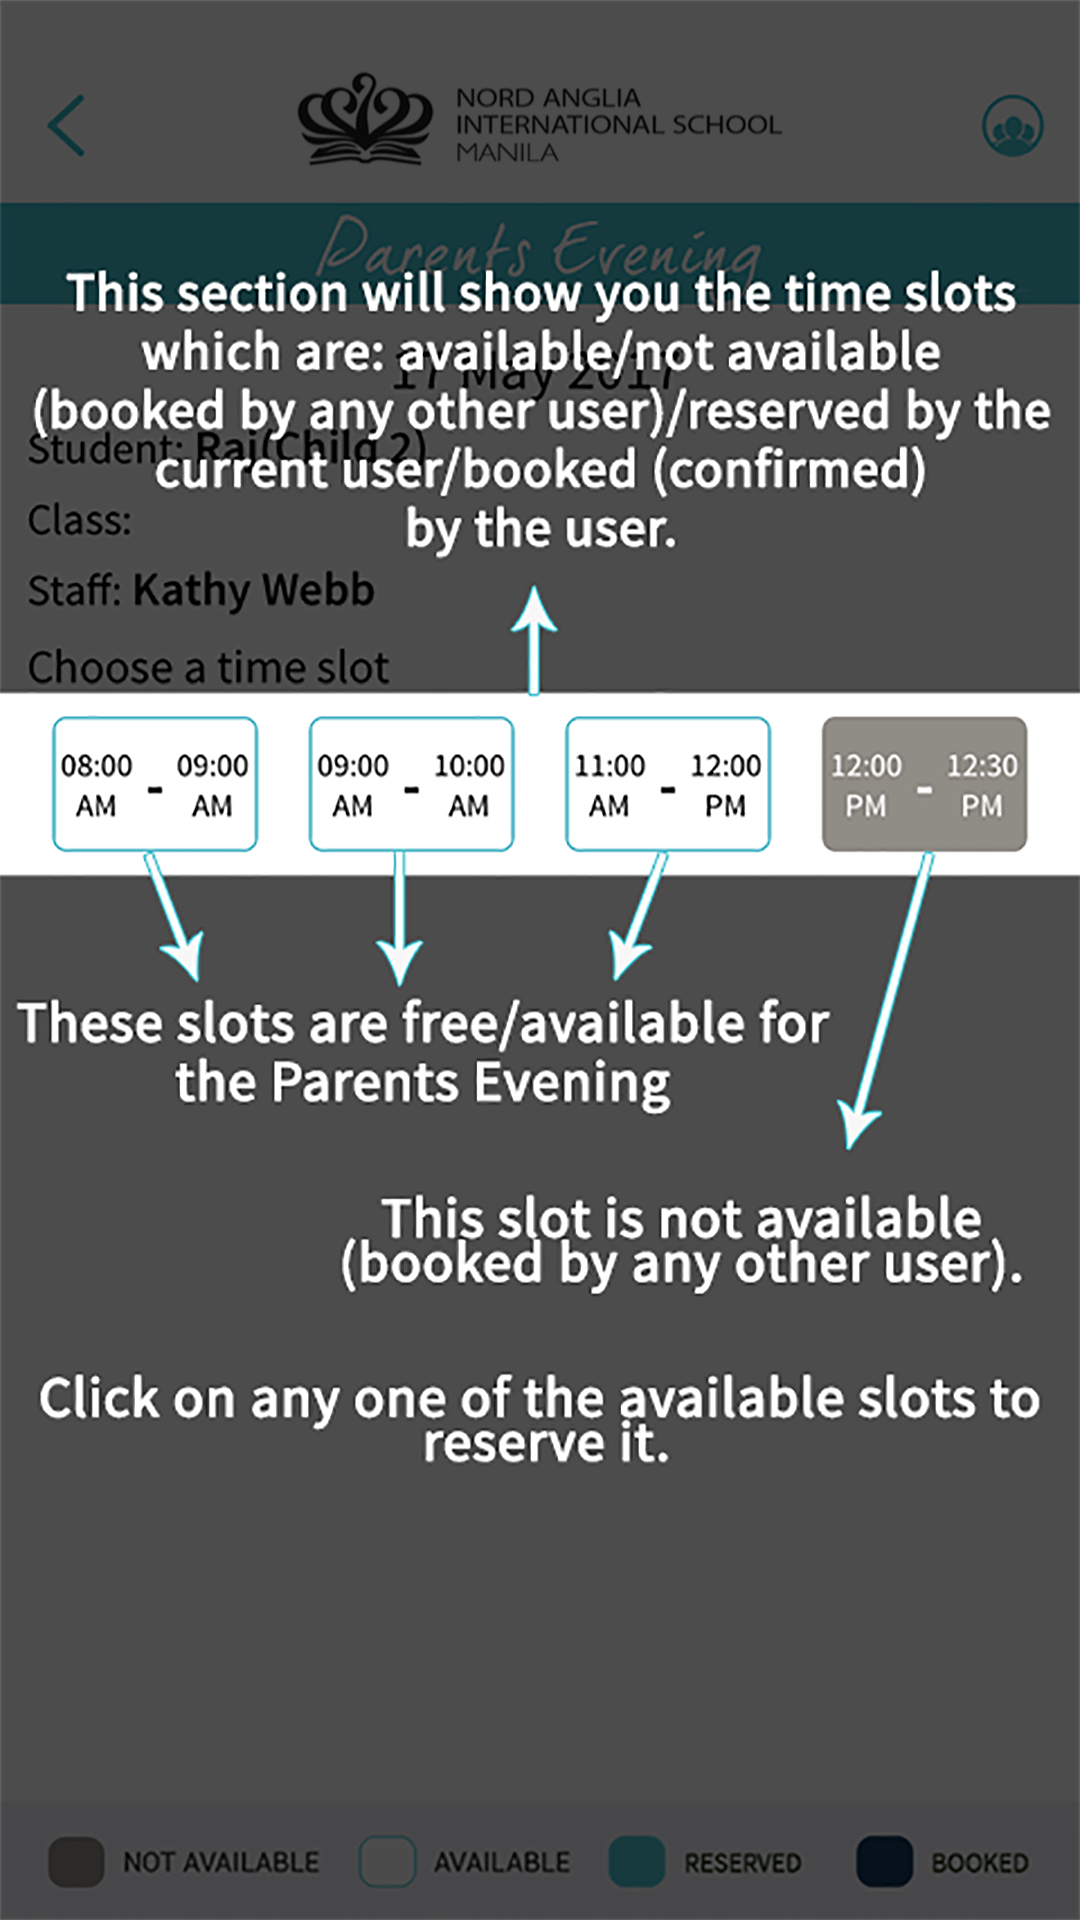 NORD ANGLIA
INTERNATIONAL SCHOOL
MANILA
Parents Evening
This section will show you the time slots
which are: available/not available
17 May 2017
(booked by any other user)/reserved by the
Student: Raj(Child 2)
current user/booked (confirmed)
Class:
by the user.
Staff: Kathy Webb
Choose a time slot
08:00 AM - 09:00 AM
09:00 AM - 10:00 AM
11:00 AM - 12:00 PM
12:00 PM - 12:30 PM
These slots are free/available for
the Parents Evening
This slot is not available
(booked by any other user).
Click on any one of the available slots to
reserve it.
NOT AVAILABLE
AVAILABLE
RESERVED
BOOKED